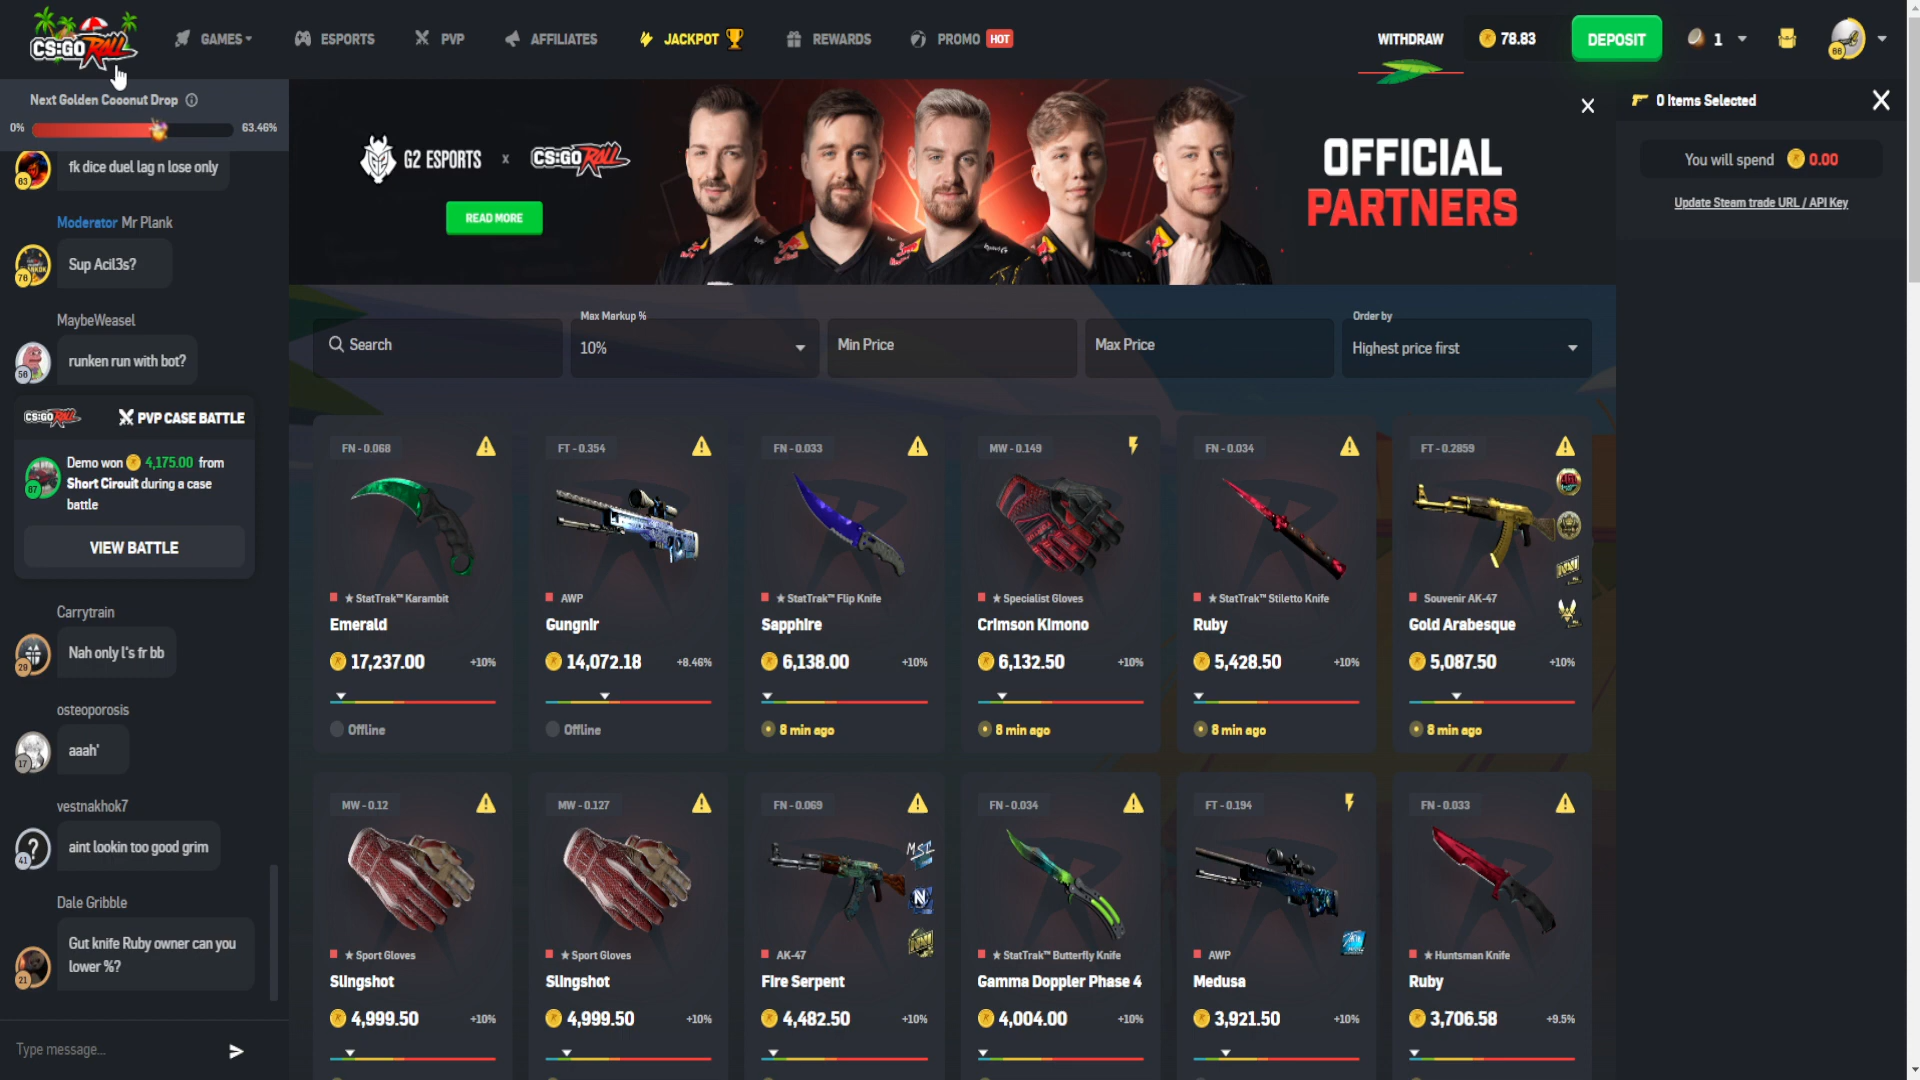 CS:GO ROLL
GAMES
ESPORTS
PVP
AFFILIATES
JACKPOT
REWARDS
PROMO HOT
WITHDRAW
78.83
DEPOSIT
1
66
Next Golden Coconut Drop
0%
63.46%
63
fk dice duel lag n lose only
Moderator Mr Plank
76
Sup Acil3s?
MaybeWeasel
56
runken run with bot?
CS:GO ROLL
PVP CASE BATTLE
87
Demo won 4,175.00 from
Short Circuit during a case
battle
VIEW BATTLE
Carrytrain
29
Nah only l's fr bb
osteoporosis
17
aaah'
vestnakhok7
41
aint lookin too good grim
Dale Gribble
21
Gut knife Ruby owner can you
lower %?
Type message...
G2 ESPORTS x CS:GO ROLL
READ MORE
OFFICIAL
PARTNERS
Search
Max Markup %
10%
Min Price
Max Price
Order by
Highest price first
FN - 0.068
★ StatTrak™ Karambit
Emerald
17,237.00
+10%
Offline
FT - 0.354
AWP
Gungnir
14,072.18
+8.46%
Offline
FN - 0.033
★ StatTrak™ Flip Knife
Sapphire
6,138.00
+10%
8 min ago
MW - 0.149
★ Specialist Gloves
Crimson Kimono
6,132.50
+10%
8 min ago
FN - 0.034
★ StatTrak™ Stiletto Knife
Ruby
5,428.50
+10%
8 min ago
FT - 0.2859
Souvenir AK-47
Gold Arabesque
5,087.50
+10%
8 min ago
MW - 0.12
★ Sport Gloves
Slingshot
4,999.50
+10%
MW - 0.127
★ Sport Gloves
Slingshot
4,999.50
+10%
FN - 0.069
AK-47
Fire Serpent
4,482.50
+10%
FN - 0.034
★ StatTrak™ Butterfly Knife
Gamma Doppler Phase 4
4,004.00
+10%
FT - 0.194
AWP
Medusa
3,921.50
+10%
FN - 0.033
★ Huntsman Knife
Ruby
3,706.58
+9.5%
0 Items Selected
You will spend 0.00
Update Steam trade URL / API Key